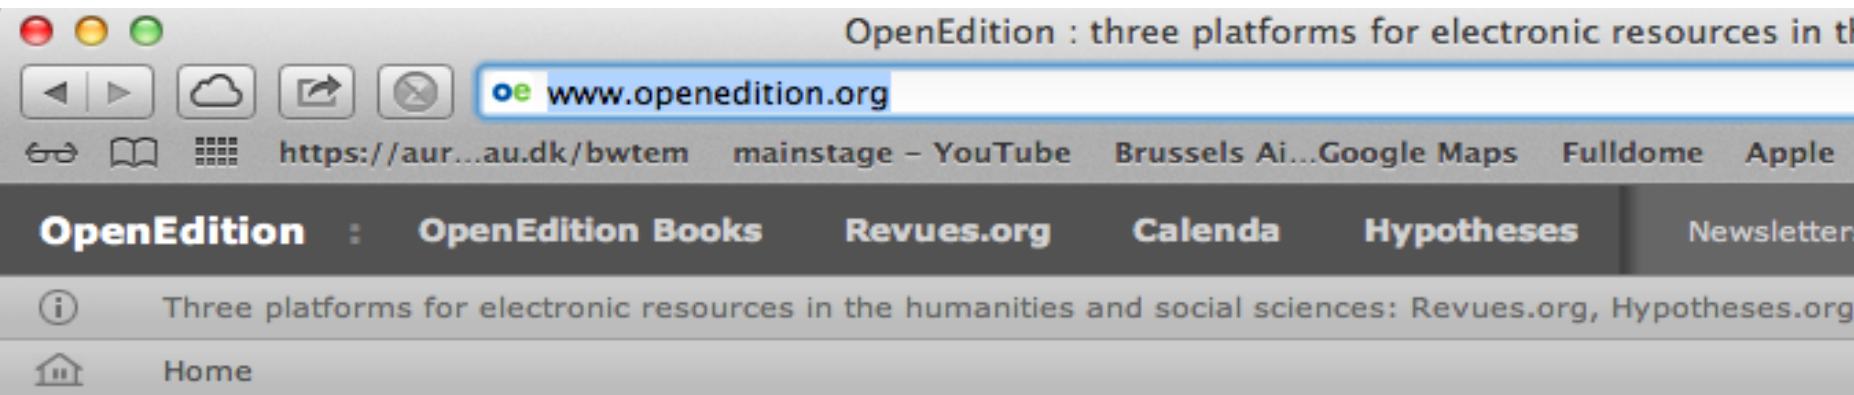 OpenEdition : three platforms for electronic resources in th
oe www.openedition.org
https://aur...au.dk/bwtem mainstage – YouTube Brussels Ai...Google Maps Fulldome Apple
OpenEdition : OpenEdition Books Revues.org Calenda Hypotheses Newsletter
Three platforms for electronic resources in the humanities and social sciences: Revues.org, Hypotheses.org
Home